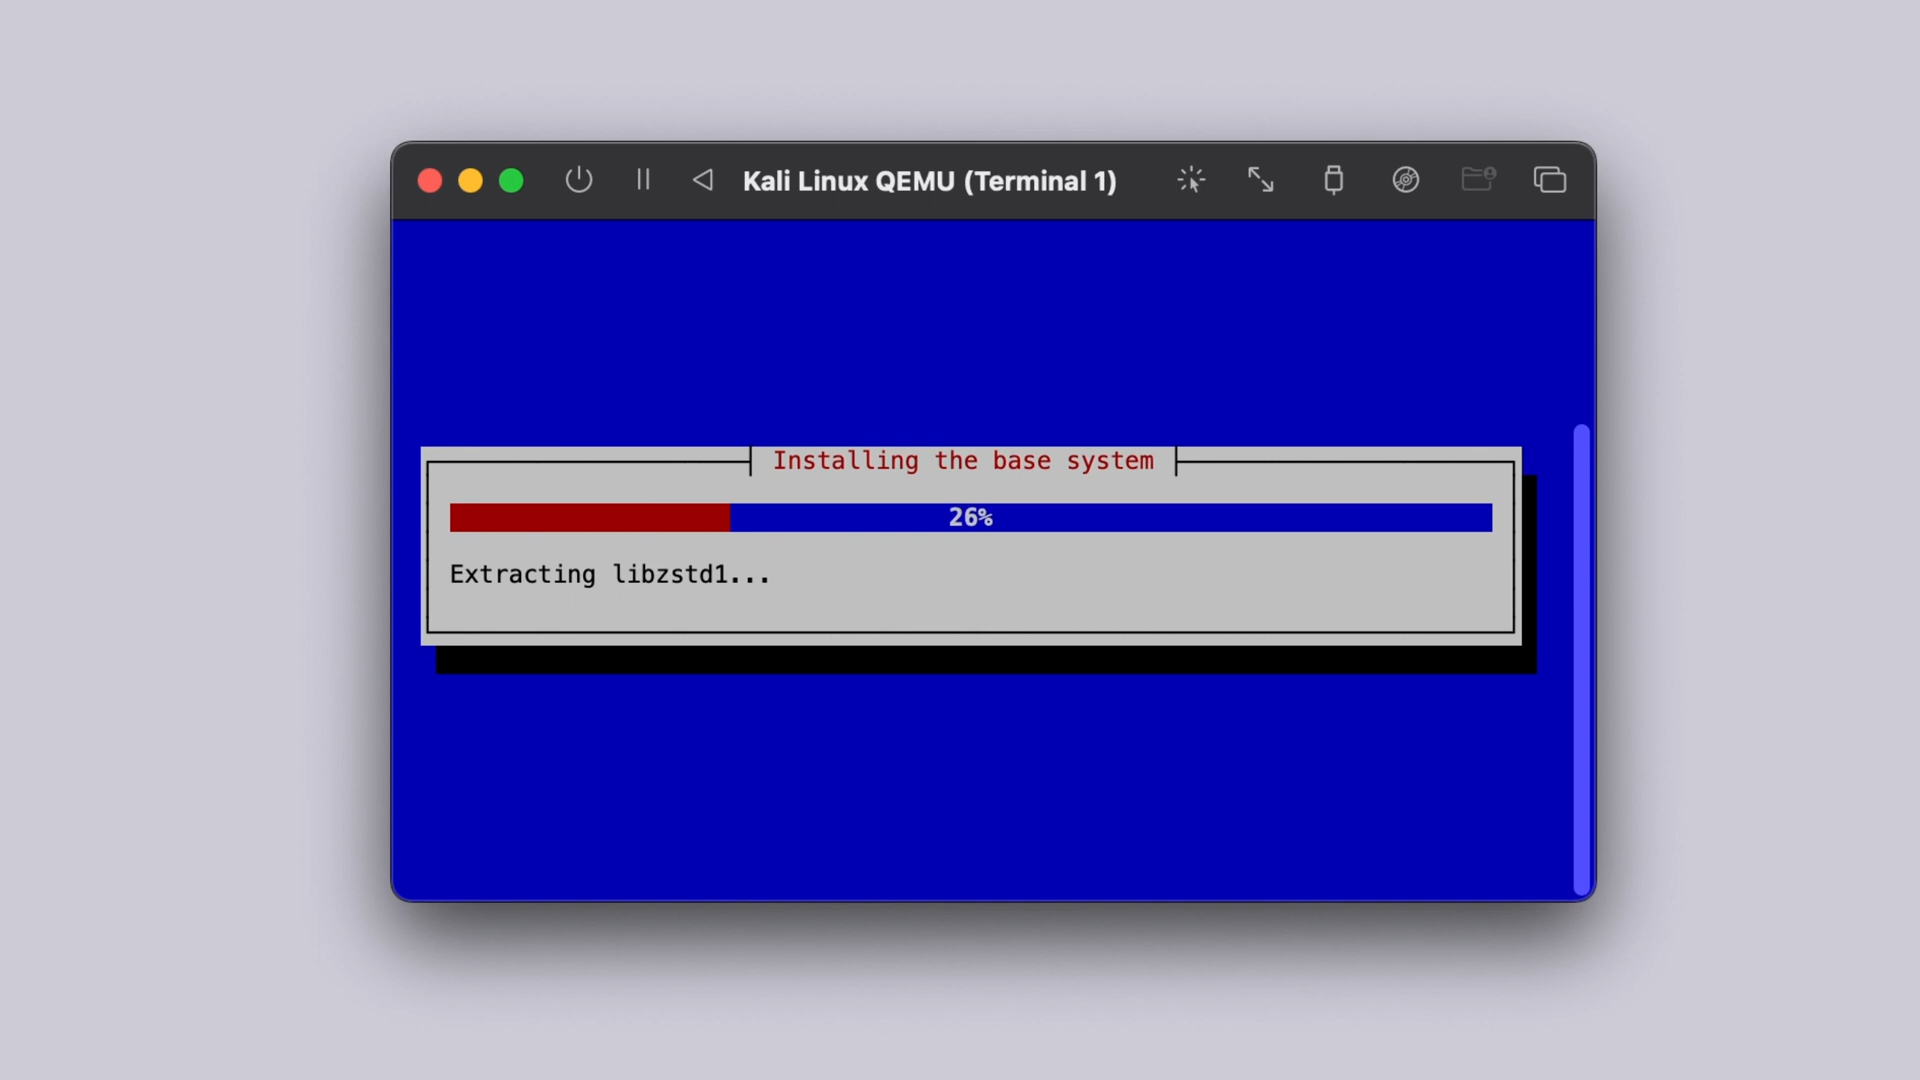 Kali Linux QEMU (Terminal 1)
Installing the base system
26%
Extracting libzstd1...